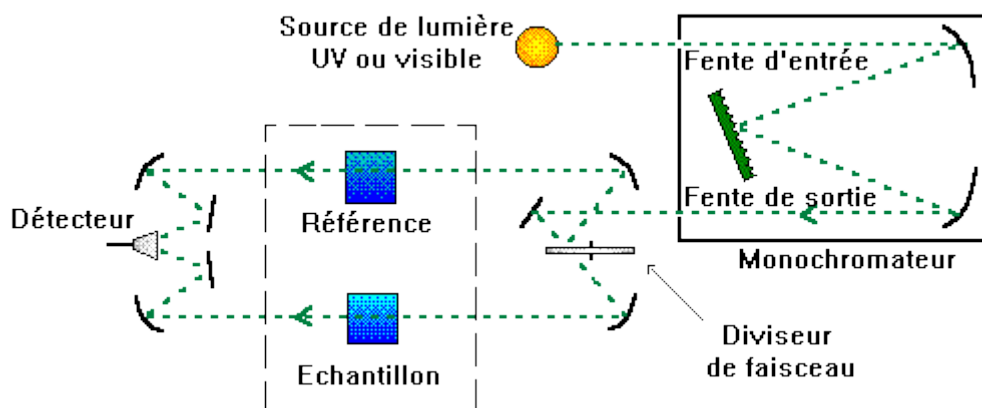 Source de lumière
UV ou visible
Fente d'entrée
Fente de sortie
Monochromateur
Détecteur
Référence
Echantillon
Diviseur
de faisceau